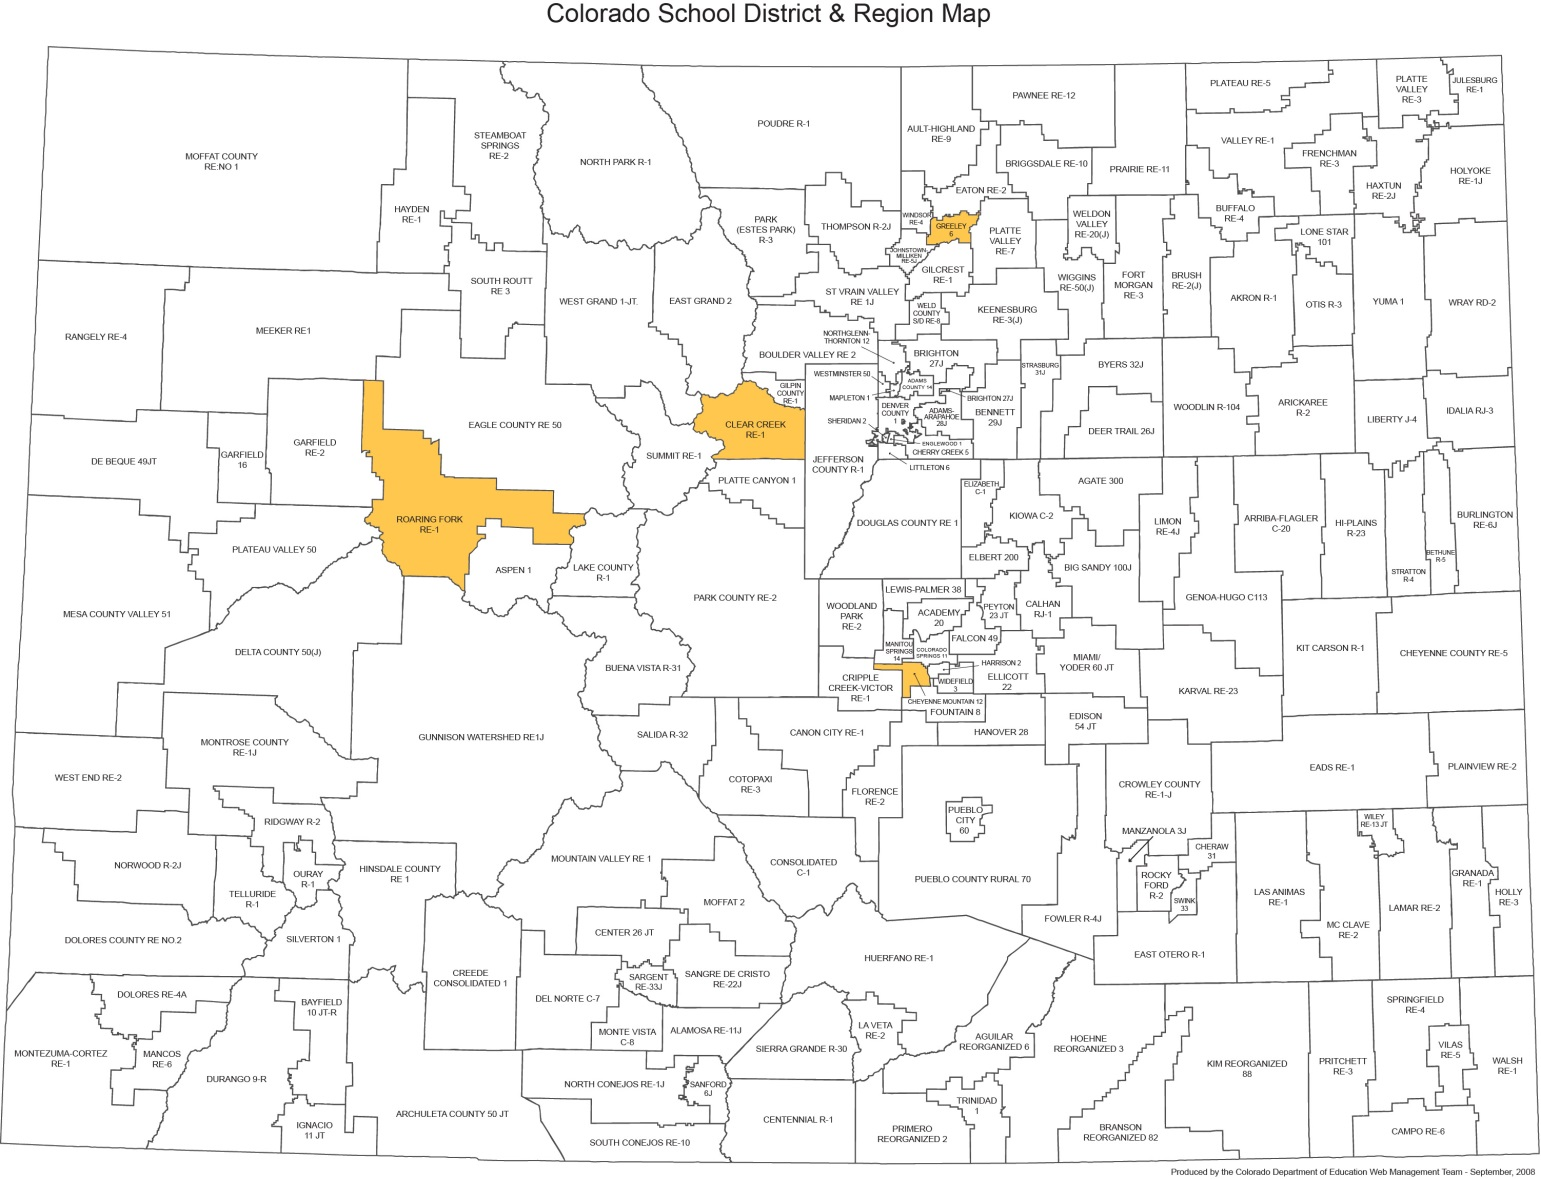 Colorado School District & Region Map
MOFFAT COUNTY
RE:NO 1
HAYDEN
RE-1
STEAMBOAT
SPRINGS
RE-2
NORTH PARK R-1
POUDRE R-1
AULT-HIGHLAND
RE-9
PAWNEE RE-12
BRIGGSDALE RE-10
PRAIRIE RE-11
PLATEAU RE-5
VALLEY RE-1
FRENCHMAN
RE-3
PLATTE
VALLEY
RE-3
JULESBURG
RE-1
HOLYOKE
RE-1J
HAXTUN
RE-2J
BUFFALO
RE-4
LONE STAR
101
EATON RE-2
WINDSOR
RE-4
GREELEY
6
PLATTE
VALLEY
RE-7
WELDON
VALLEY
RE-20(J)
PARK
(ESTES PARK)
R-3
THOMPSON R-2J
JOHNSTOWN-
MILLIKEN
RE-5J
GILCREST
RE-1
WIGGINS
RE-50(J)
FORT
MORGAN
RE-3
BRUSH
RE-2(J)
AKRON R-1
OTIS R-3
YUMA 1
WRAY RD-2
SOUTH ROUTT
RE 3
WEST GRAND 1-JT.
EAST GRAND 2
ST VRAIN VALLEY
RE 1J
WELD
COUNTY
S/D RE-8
KEENESBURG
RE-3(J)
RANGELY RE-4
MEEKER RE1
BOULDER VALLEY RE 2
NORTHGLENN-
THORNTON 12
BRIGHTON
27J
WESTMINSTER 50
ADAMS
COUNTY 14
MAPLETON 1
BRIGHTON 27J
STRASBURG
31J
BYERS 32J
GILPIN
COUNTY
RE-1
CLEAR CREEK
RE-1
SHERIDAN 2
DENVER
COUNTY
1
ADAMS-
ARAPAHOE
28J
BENNETT
29J
DEER TRAIL 26J
WOODLIN R-104
ARICKAREE
R-2
LIBERTY J-4
IDALIA RJ-3
ENGLEWOOD 1
CHERRY CREEK 5
LITTLETON 6
JEFFERSON
COUNTY R-1
DE BEQUE 49JT
GARFIELD
16
GARFIELD
RE-2
EAGLE COUNTY RE 50
SUMMIT RE-1
PLATTE CANYON 1
ROARING FORK
RE-1
PLATEAU VALLEY 50
ASPEN 1
LAKE COUNTY
R-1
DOUGLAS COUNTY RE 1
ELIZABETH
C-1
KIOWA C-2
AGATE 300
LIMON
RE-4J
ARRIBA-FLAGLER
C-20
HI-PLAINS
R-23
STRATTON
R-4
BETHUNE
R-5
BURLINGTON
RE-6J
ELBERT 200
BIG SANDY 100J
GENOA-HUGO C113
MESA COUNTY VALLEY 51
DELTA COUNTY 50(J)
PARK COUNTY RE-2
WOODLAND
PARK
RE-2
LEWIS-PALMER 38
ACADEMY
20
PEYTON
23 JT
CALHAN
RJ-1
FALCON 49
MANITOU
SPRINGS
14
COLORADO
SPRINGS 11
HARRISON 2
WIDEFIELD
3
ELLICOTT
22
MIAMI/
YODER 60 JT
KARVAL RE-23
KIT CARSON R-1
CHEYENNE COUNTY RE-5
BUENA VISTA R-31
CRIPPLE
CREEK-VICTOR
RE-1
CHEYENNE MOUNTAIN 12
FOUNTAIN 8
HANOVER 28
EDISON
54 JT
MONTROSE COUNTY
RE-1J
GUNNISON WATERSHED RE1J
SALIDA R-32
CANON CITY RE-1
COTOPAXI
RE-3
FLORENCE
RE-2
PUEBLO
CITY
60
CROWLEY COUNTY
RE-1-J
EADS RE-1
PLAINVIEW RE-2
WEST END RE-2
RIDGWAY R-2
NORWOOD R-2J
TELLURIDE
R-1
OURAY
R-1
HINSDALE COUNTY
RE 1
MOUNTAIN VALLEY RE 1
CONSOLIDATED
C-1
PUEBLO COUNTY RURAL 70
MANZANOLA 3J
ROCKY
FORD
R-2
CHERAW
31
SWINK
33
FOWLER R-4J
EAST OTERO R-1
LAS ANIMAS
RE-1
WILEY
RE-13 JT
MC CLAVE
RE-2
LAMAR RE-2
GRANADA
RE-1
HOLLY
RE-3
MOFFAT 2
CENTER 26 JT
DOLORES COUNTY RE NO.2
SILVERTON 1
CREEDE
CONSOLIDATED 1
DEL NORTE C-7
SARGENT
RE-33J
SANGRE DE CRISTO
RE-22J
HUERFANO RE-1
DOLORES RE-4A
BAYFIELD
10 JT-R
MONTE VISTA
C-8
ALAMOSA RE-11J
LA VETA
RE-2
AGUILAR
REORGANIZED 6
HOEHNE
REORGANIZED 3
SIERRA GRANDE R-30
MONTEZUMA-CORTEZ
RE-1
MANCOS
RE-6
DURANGO 9-R
IGNACIO
11 JT
ARCHULETA COUNTY 50 JT
NORTH CONEJOS RE-1J
SANFORD
6J
SOUTH CONEJOS RE-10
CENTENNIAL R-1
PRIMERO
REORGANIZED 2
TRINIDAD
1
BRANSON
REORGANIZED 82
KIM REORGANIZED
88
PRITCHETT
RE-3
SPRINGFIELD
RE-4
VILAS
RE-5
WALSH
RE-1
CAMPO RE-6
Produced by the Colorado Department of Education Web Management Team - September, 2008